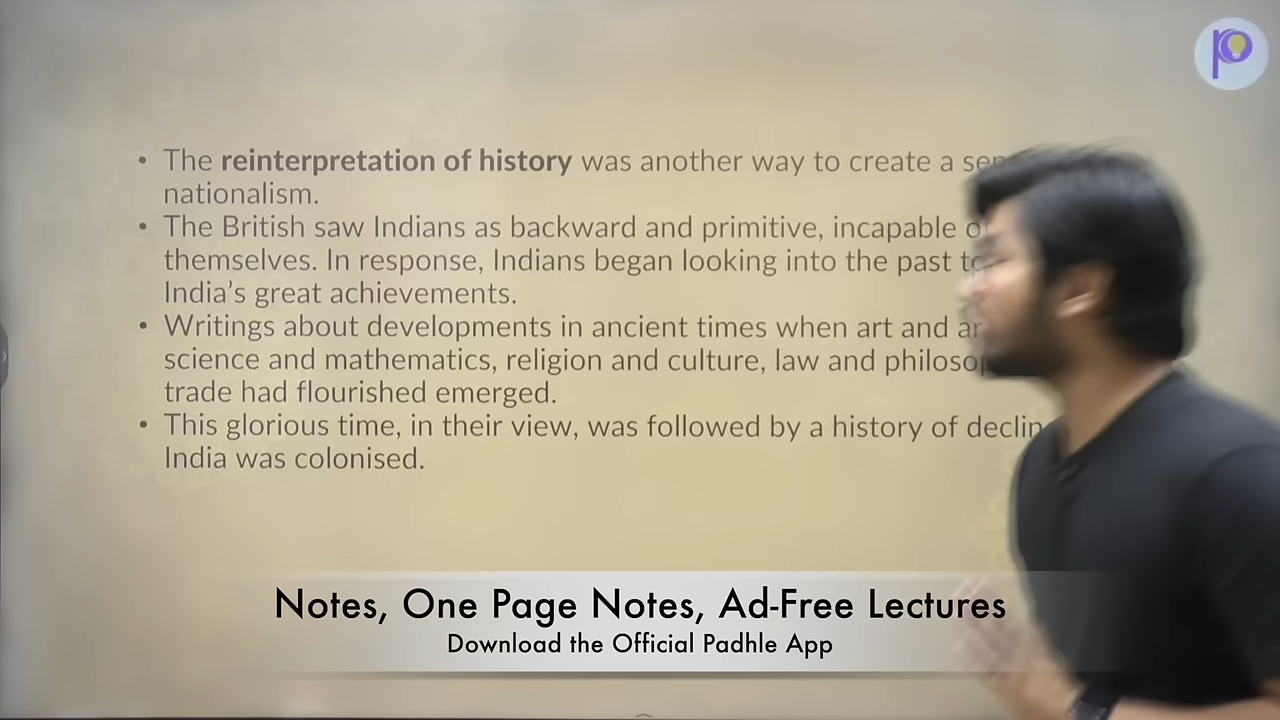 • The reinterpretation of history was another way to create a
nationalism.
• The British saw Indians as backward and primitive, incapable
themselves. In response, Indians began looking into the past
India's great achievements.
• Writings about developments in ancient times when art and
science and mathematics, religion and culture, law and
trade had flourished emerged.
• This glorious time, in their view, was followed by a history of
India was colonised.
Notes, One Page Notes, Ad-Free Lectures
Download the Official Padhle App